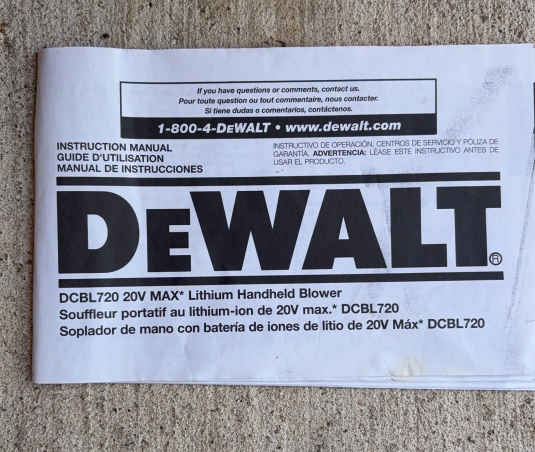 If you have questions or comments, contact us.
Pour toute question ou tout commentaire, nous contacter.
Si tiene dudas o comentarios, contáctenos.
1-800-4-DEWALT • www.dewalt.com
INSTRUCTION MANUAL
GUIDE D'UTILISATION
MANUAL DE INSTRUCCIONES
INSTRUCTIVO DE OPERACIÓN, CENTROS DE SERVICIO Y PÓLIZA DE
GARANTÍA. ADVERTENCIA: LÉASE ESTE INSTRUCTIVO ANTES DE
USAR EL PRODUCTO.
DEWALT®
DCBL720 20V MAX* Lithium Handheld Blower
Souffleur portatif au lithium-ion de 20V max.* DCBL720
Soplador de mano con batería de iones de litio de 20V Máx* DCBL720